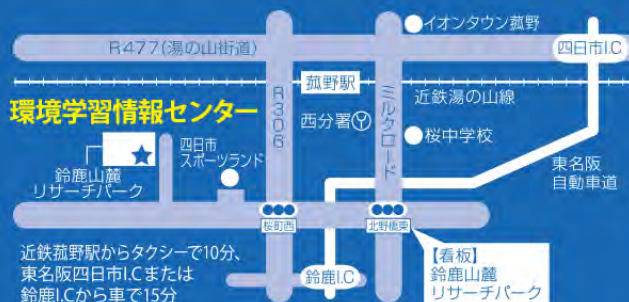 イオンタウン菰野
R477(湯の山街道)
四日市I.C
菰野駅
近鉄湯の山線
環境学習情報センター
R306
ミルクロード
西分署
桜中学校
四日市
スポーツランド
鈴鹿山麓
リサーチパーク
東名阪
自動車道
桜町西
北野橋東
近鉄菰野駅からタクシーで10分、
東名阪四日市I.Cまたは
鈴鹿I.Cから車で15分
鈴鹿I.C
【看板】
鈴鹿山麓
リサーチパーク